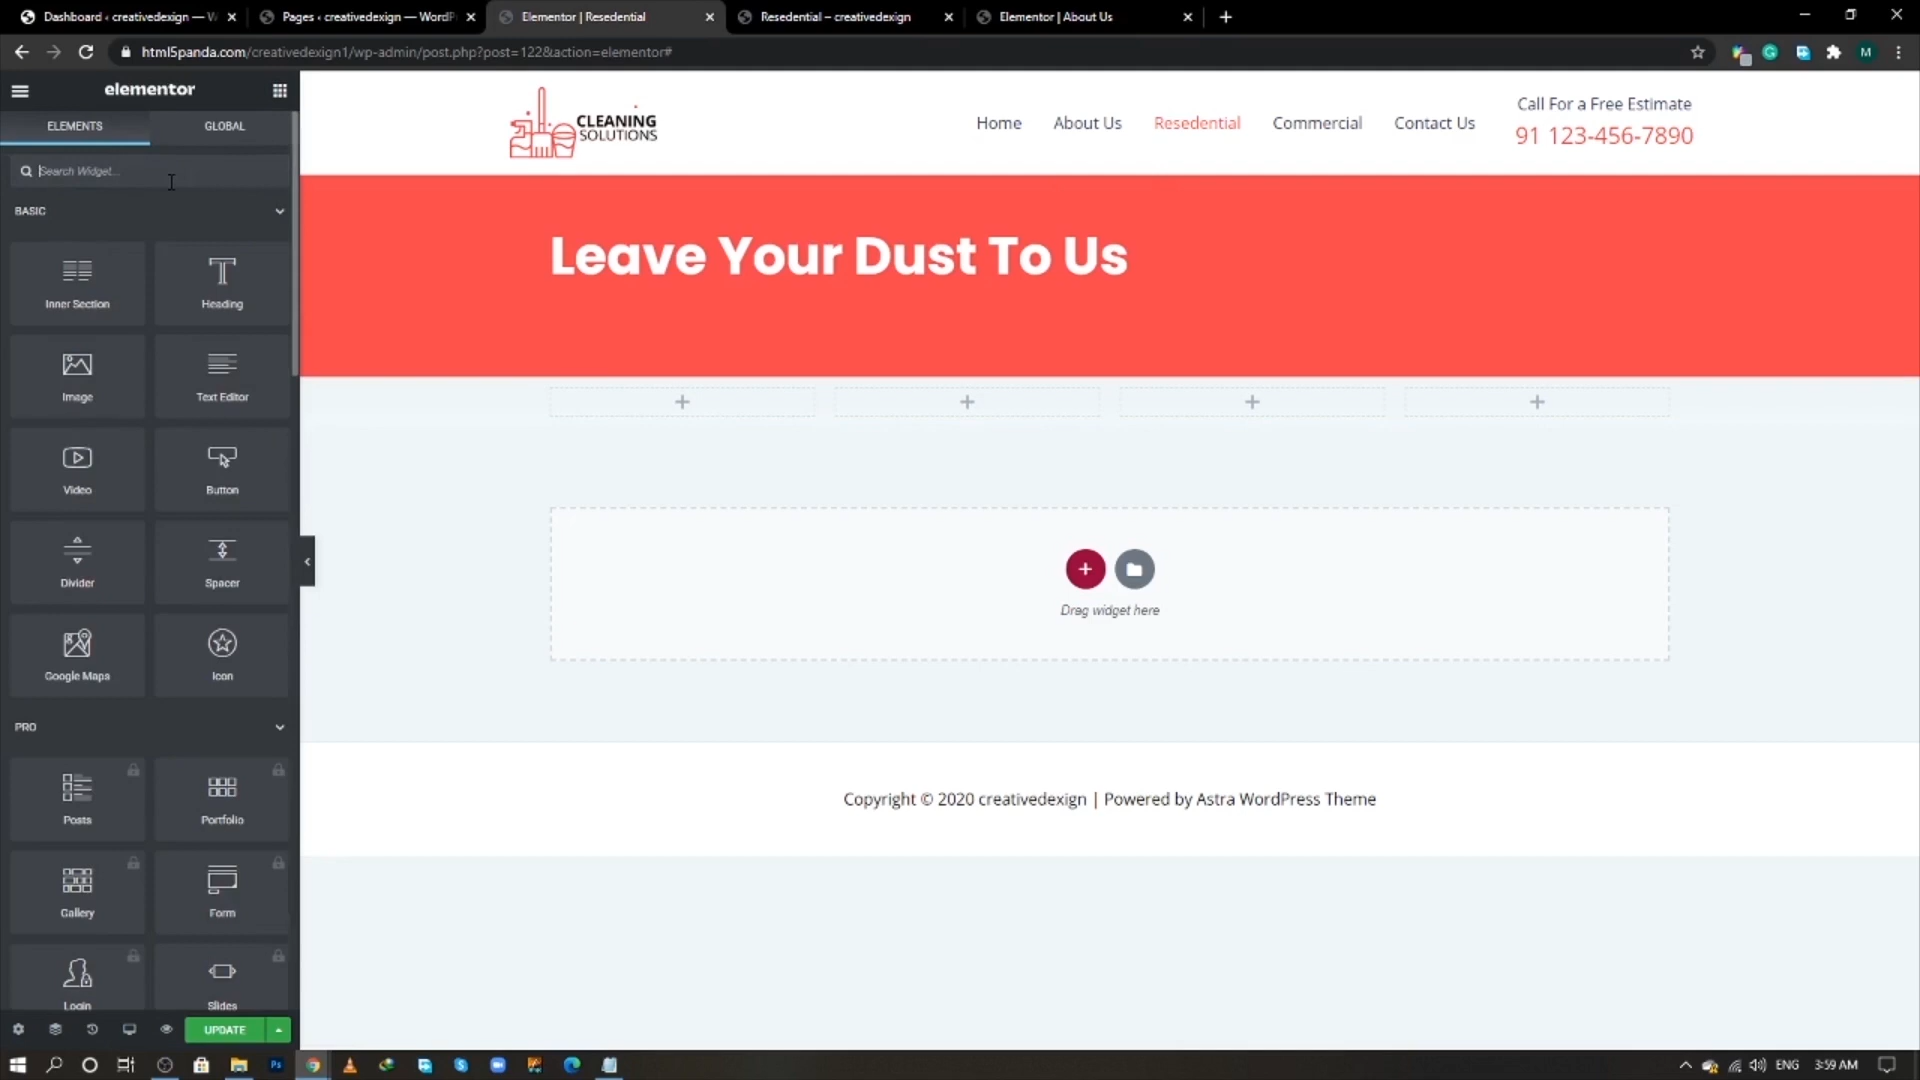 Dashboard ‹ creativedexign — W
Pages ‹ creativedexign — WordP
Elementor | Resedential
Resedential – creativedexign
Elementor | About Us
html5panda.com/creativedexign1/wp-admin/post.php?post=122&action=elementor#
M
elementor
ELEMENTS
GLOBAL
Search Widget...
BASIC
Inner Section
Heading
Image
Text Editor
Video
Button
Divider
Spacer
Google Maps
Icon
PRO
Posts
Portfolio
Gallery
Form
Login
Slides
UPDATE
CLEANING
SOLUTIONS
Home
About Us
Resedential
Commercial
Contact Us
Call For a Free Estimate
91 123-456-7890
Leave Your Dust To Us
Drag widget here
Copyright © 2020 creativedexign | Powered by Astra WordPress Theme
Ps
ENG
3:59 AM